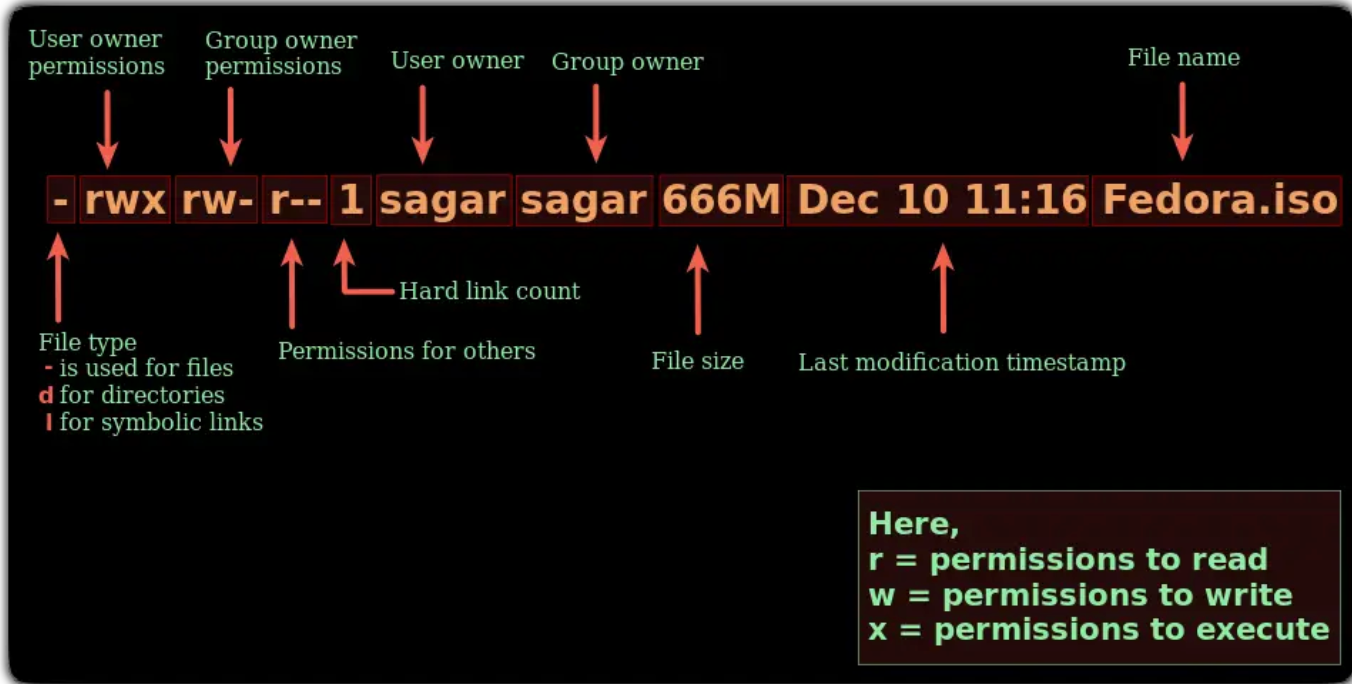 User owner
permissions
Group owner
permissions
User owner
Group owner
File name
- rwx rw- r-- 1 sagar sagar 666M Dec 10 11:16 Fedora.iso
Hard link count
File type
- is used for files
d for directories
l for symbolic links
Permissions for others
File size
Last modification timestamp
Here,
r = permissions to read
w = permissions to write
x = permissions to execute